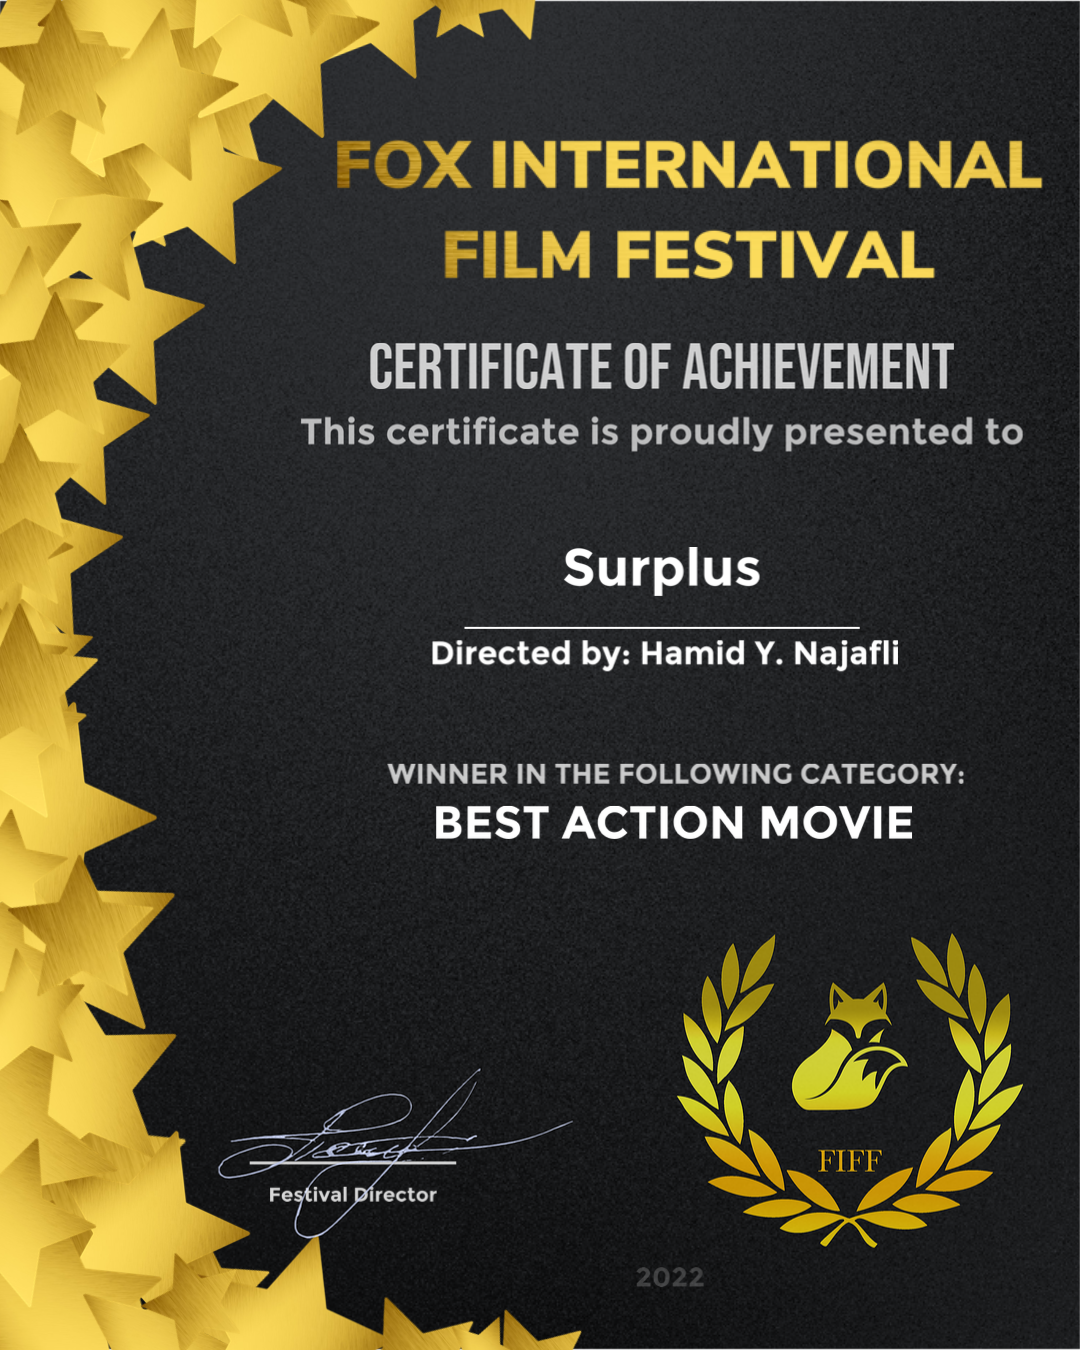 FOX INTERNATIONAL
FILM FESTIVAL
CERTIFICATE OF ACHIEVEMENT
This certificate is proudly presented to
Surplus
Directed by: Hamid Y. Najafli
WINNER IN THE FOLLOWING CATEGORY:
BEST ACTION MOVIE
FIFF
Festival Director
2022